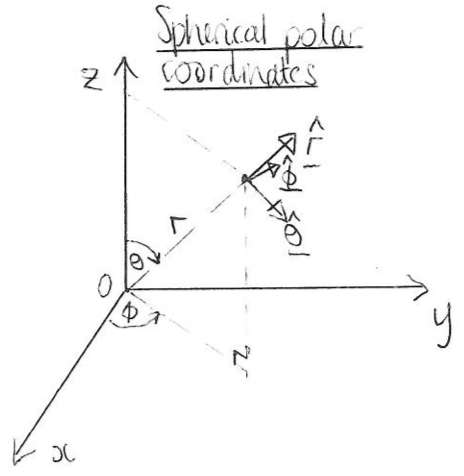 Spherical polar
coordinates
z
r̂
φ̂
θ̂
r
θ
O
φ
y
z
x